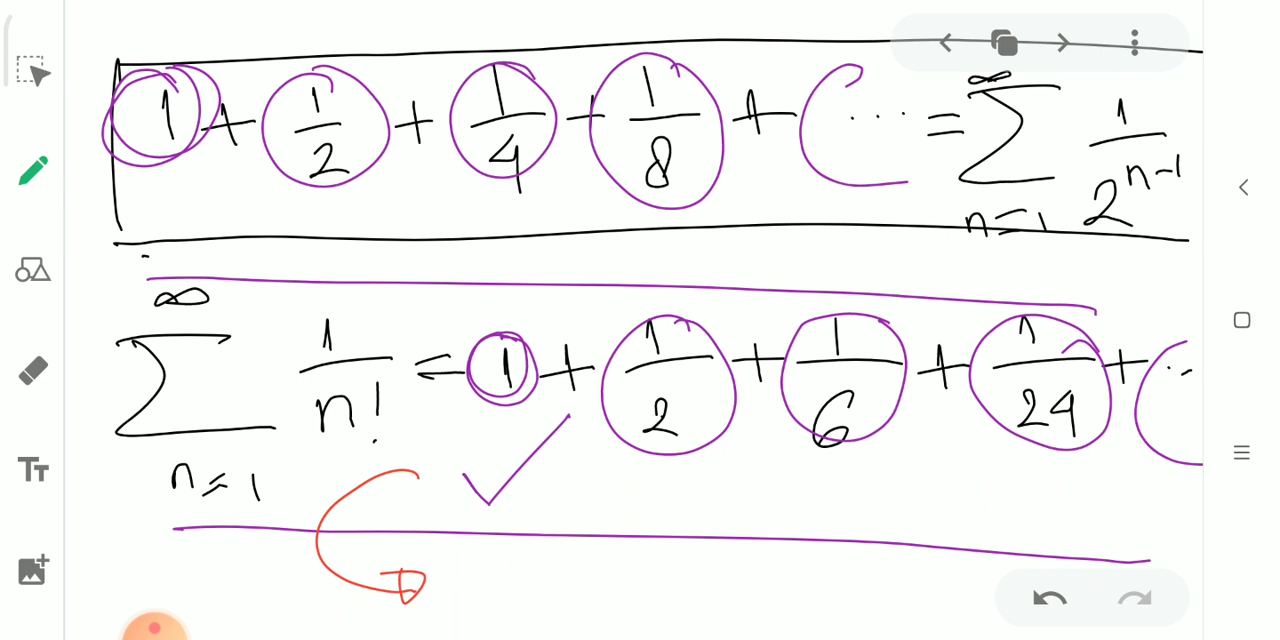 1 + 1/2 + 1/4 + 1/8 + ... = ∞ ∑ n=1 1/2^(n-1)
∞ ∑ n=1 1/n! = 1 + 1/2 + 1/6 + 1/24 + ...
Tт